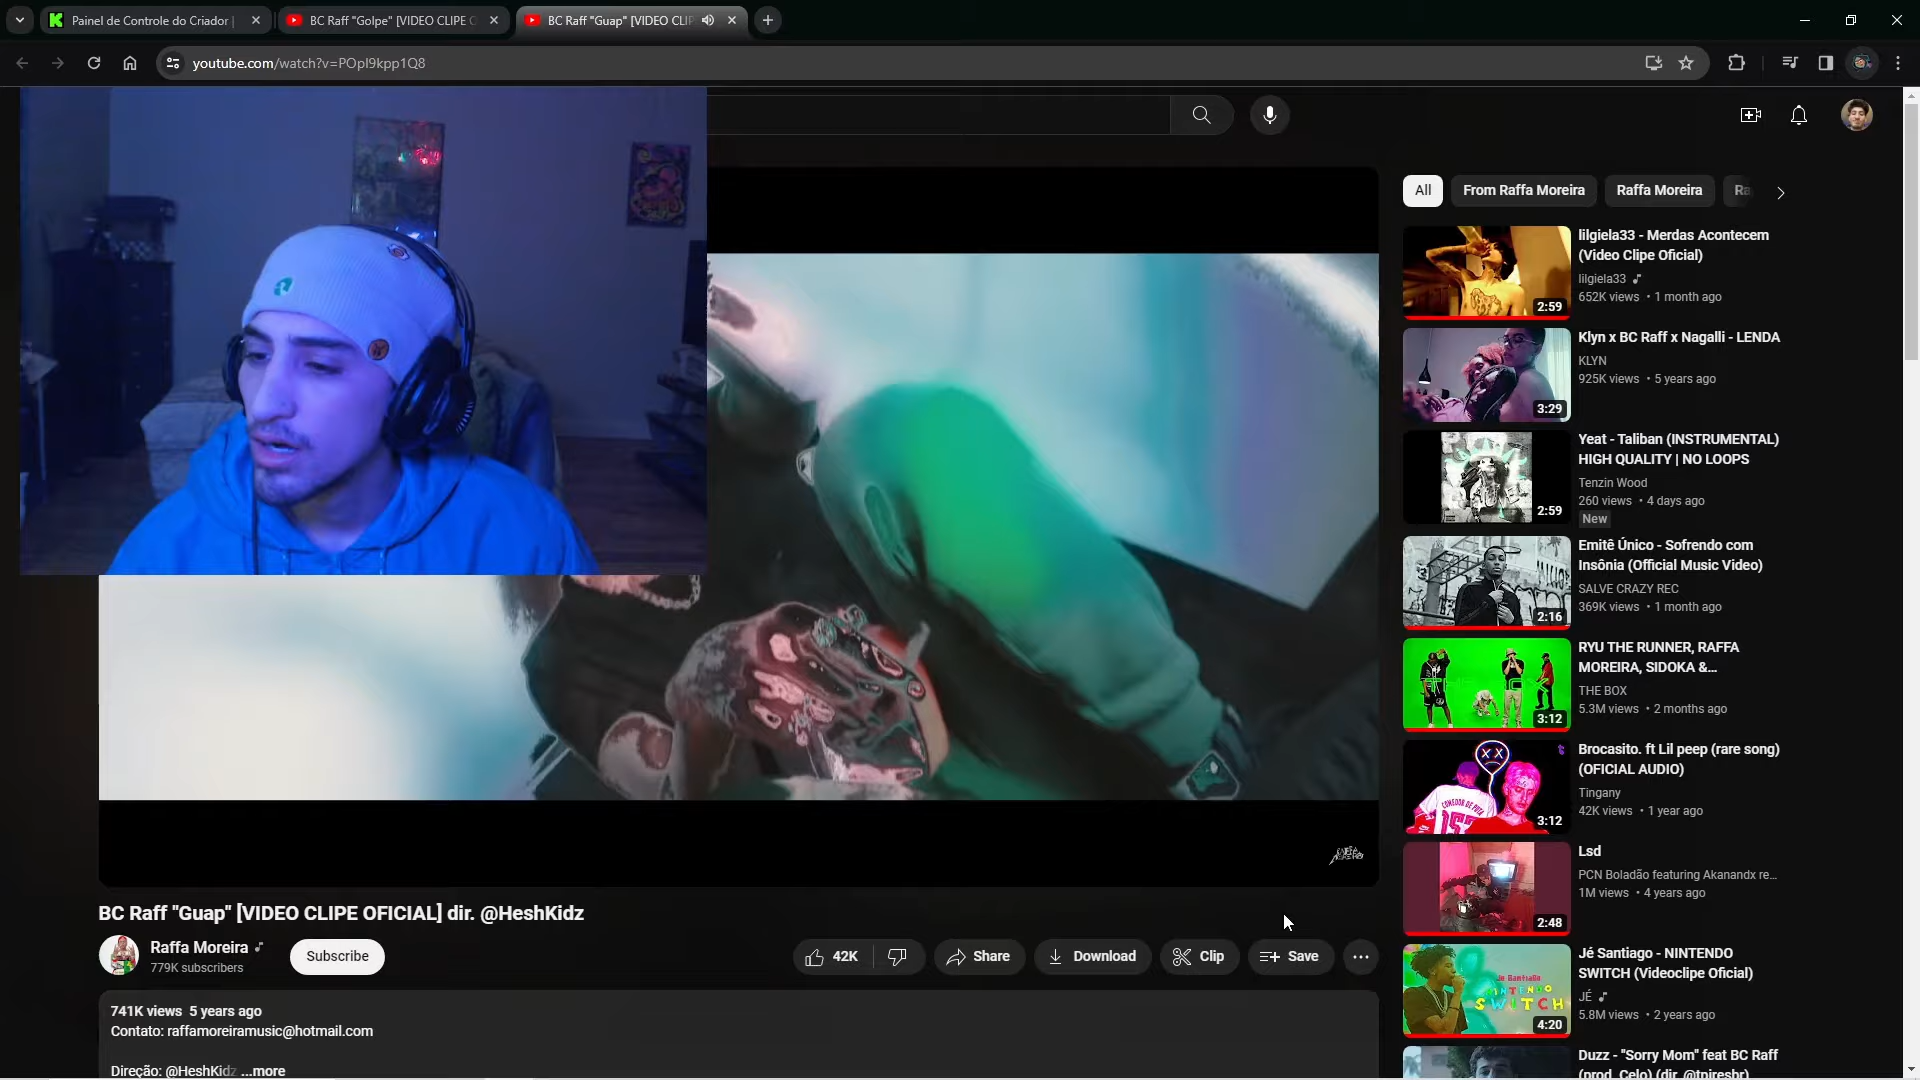 Painel de Controle do Criador |
BC Raff "Golpe" [VIDEO CLIPE O
BC Raff "Guap" [VIDEO CLIP
youtube.com/watch?v=POpI9kpp1Q8
All
From Raffa Moreira
Raffa Moreira
Ra
lilgiela33 - Merdas Acontecem
(Video Clipe Oficial)
lilgiela33
652K views • 1 month ago
2:59
Klyn x BC Raff x Nagalli - LENDA
KLYN
925K views • 5 years ago
3:29
Yeat - Taliban (INSTRUMENTAL)
HIGH QUALITY | NO LOOPS
Tenzin Wood
260 views • 4 days ago
New
2:59
Emitê Único - Sofrendo com
Insônia (Official Music Video)
SALVE CRAZY REC
369K views • 1 month ago
2:16
RYU THE RUNNER, RAFFA
MOREIRA, SIDOKA &...
THE BOX
5.3M views • 2 months ago
3:12
Brocasito. ft Lil peep (rare song)
(OFICIAL AUDIO)
Tingany
42K views • 1 year ago
3:12
Lsd
PCN Boladão featuring Akanandx re...
1M views • 4 years ago
2:48
Jé Santiago - NINTENDO
SWITCH (Videoclipe Oficial)
JÉ
5.8M views • 2 years ago
Jé Santiago
NINTENDO
SWITCH
4:20
Duzz - "Sorry Mom" feat BC Raff
(prod. Celo) (dir. @tpiresbr)
BC Raff "Guap" [VIDEO CLIPE OFICIAL] dir. @HeshKidz
Raffa Moreira
779K subscribers
Subscribe
42K
Share
Download
Clip
Save
741K views 5 years ago
Contato: raffamoreiramusic@hotmail.com
Direção: @HeshKidz ...more